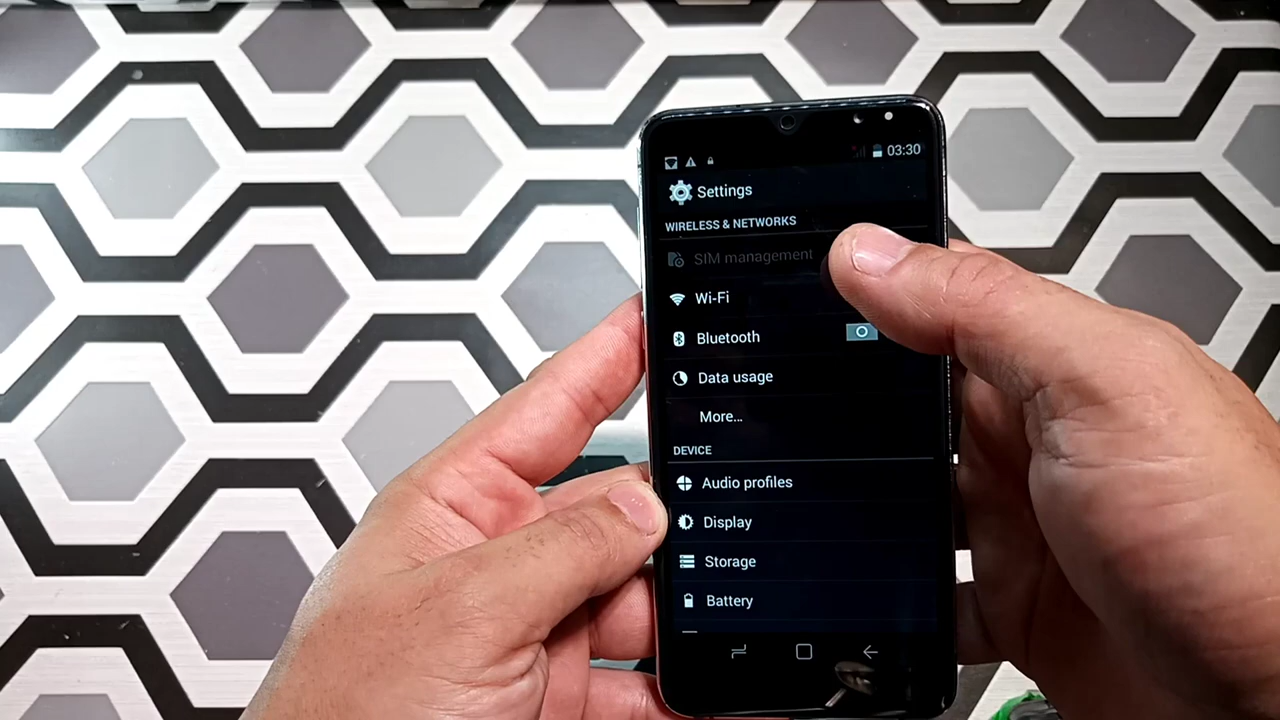 03:30
Settings
WIRELESS & NETWORKS
SIM management
Wi-Fi
Bluetooth
Data usage
More...
DEVICE
Audio profiles
Display
Storage
Battery